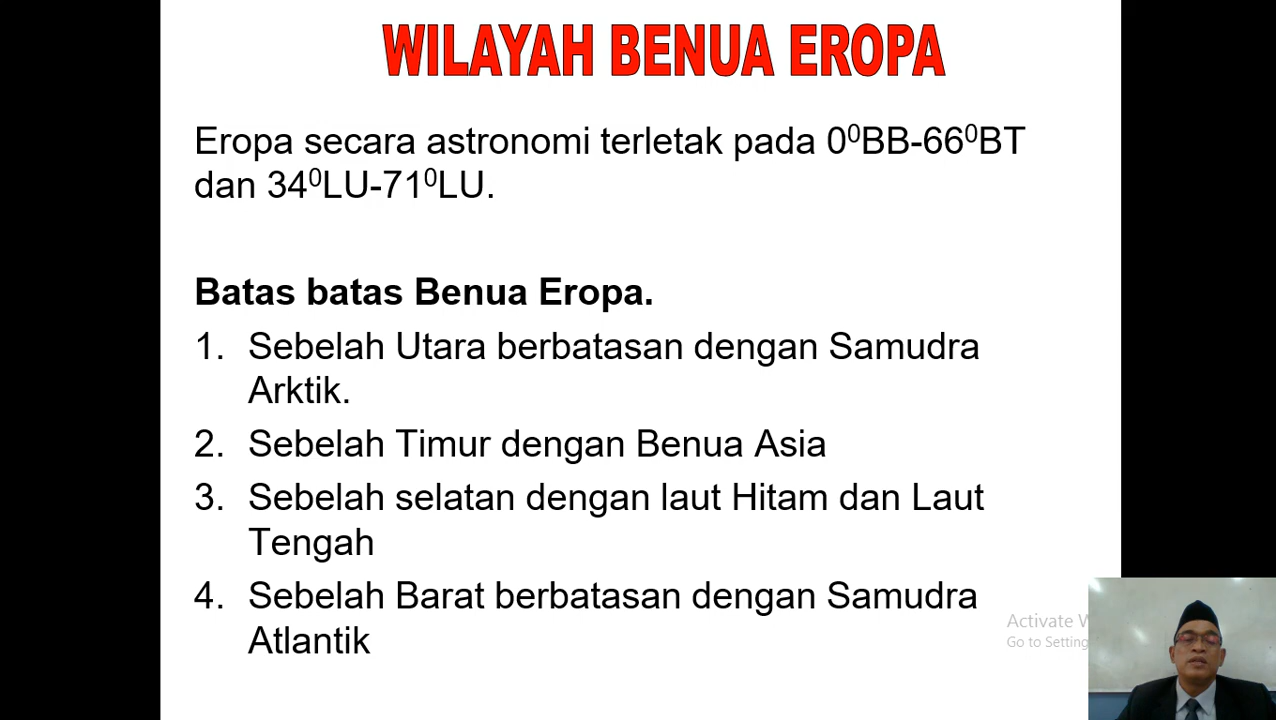 WILAYAH BENUA EROPA
Eropa secara astronomi terletak pada 0⁰BB-66⁰BT
dan 34⁰LU-71⁰LU.
Batas batas Benua Eropa.
1. Sebelah Utara berbatasan dengan Samudra
Arktik.
2. Sebelah Timur dengan Benua Asia
3. Sebelah selatan dengan laut Hitam dan Laut
Tengah
4. Sebelah Barat berbatasan dengan Samudra
Atlantik
Activate
Go to Setting